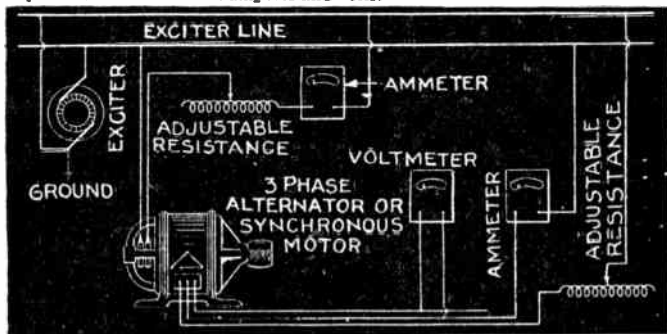 EXCITER LINE
AMMETER
EXCITER
ADJUSTABLE
RESISTANCE
GROUND
VOLTMETER
3 PHASE
ALTERNATOR OR
SYNCHRONOUS
MOTOR
AMMETER
ADJUSTABLE
RESISTANCE